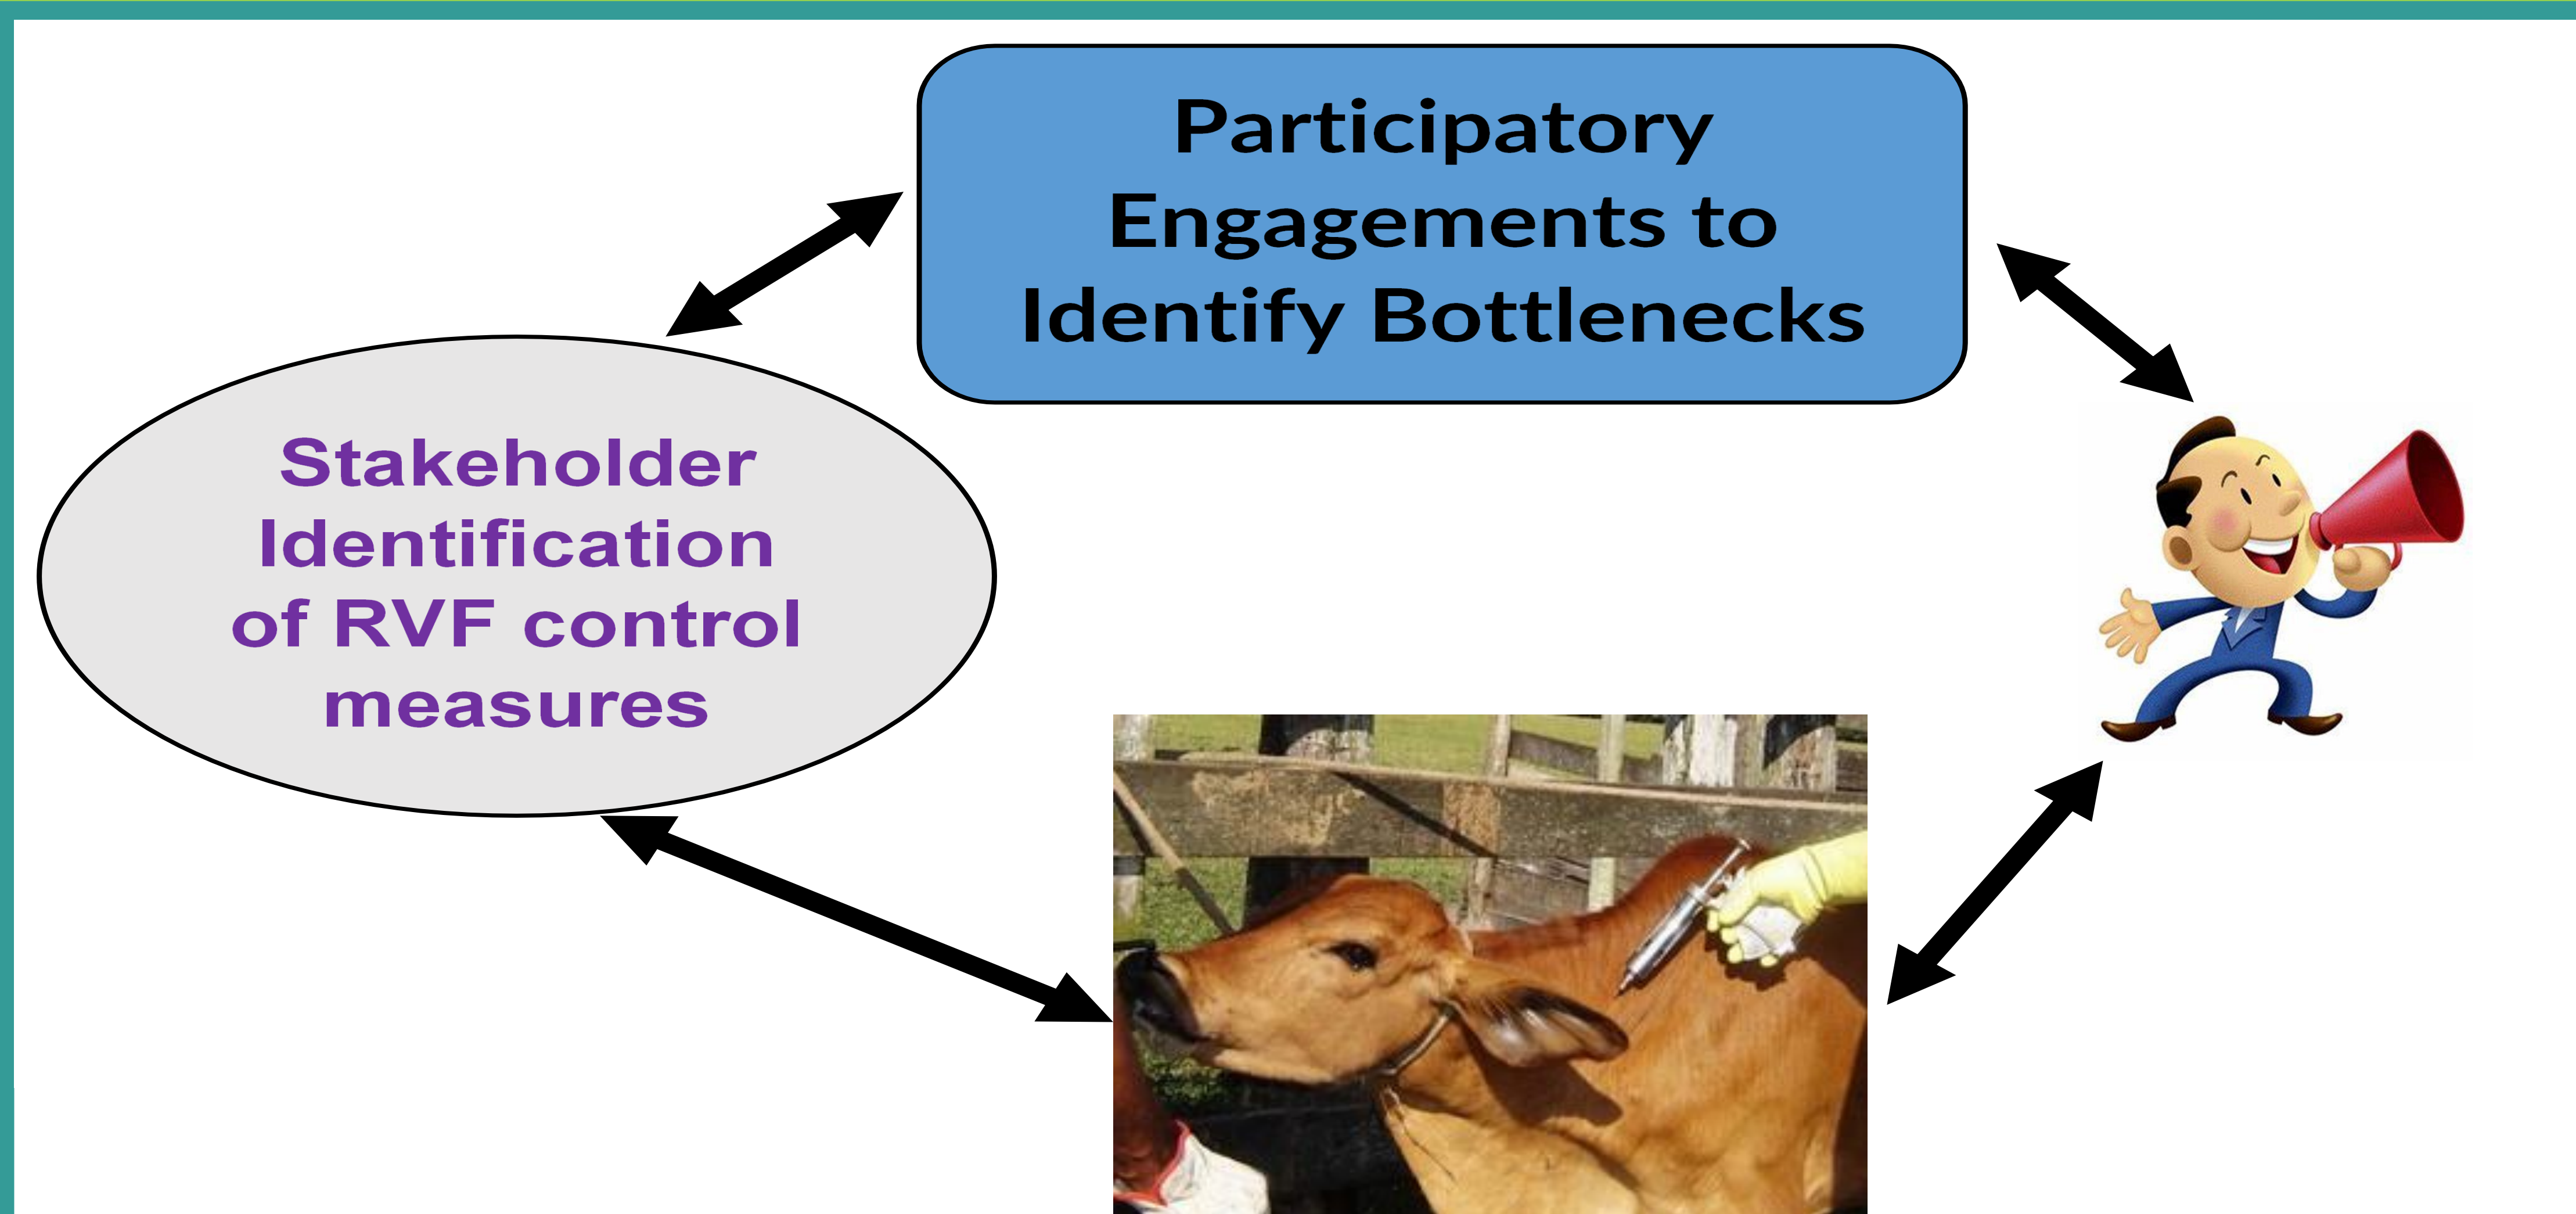 Participatory
Engagements to
Identify Bottlenecks
Stakeholder
Identification
of RVF control
measures